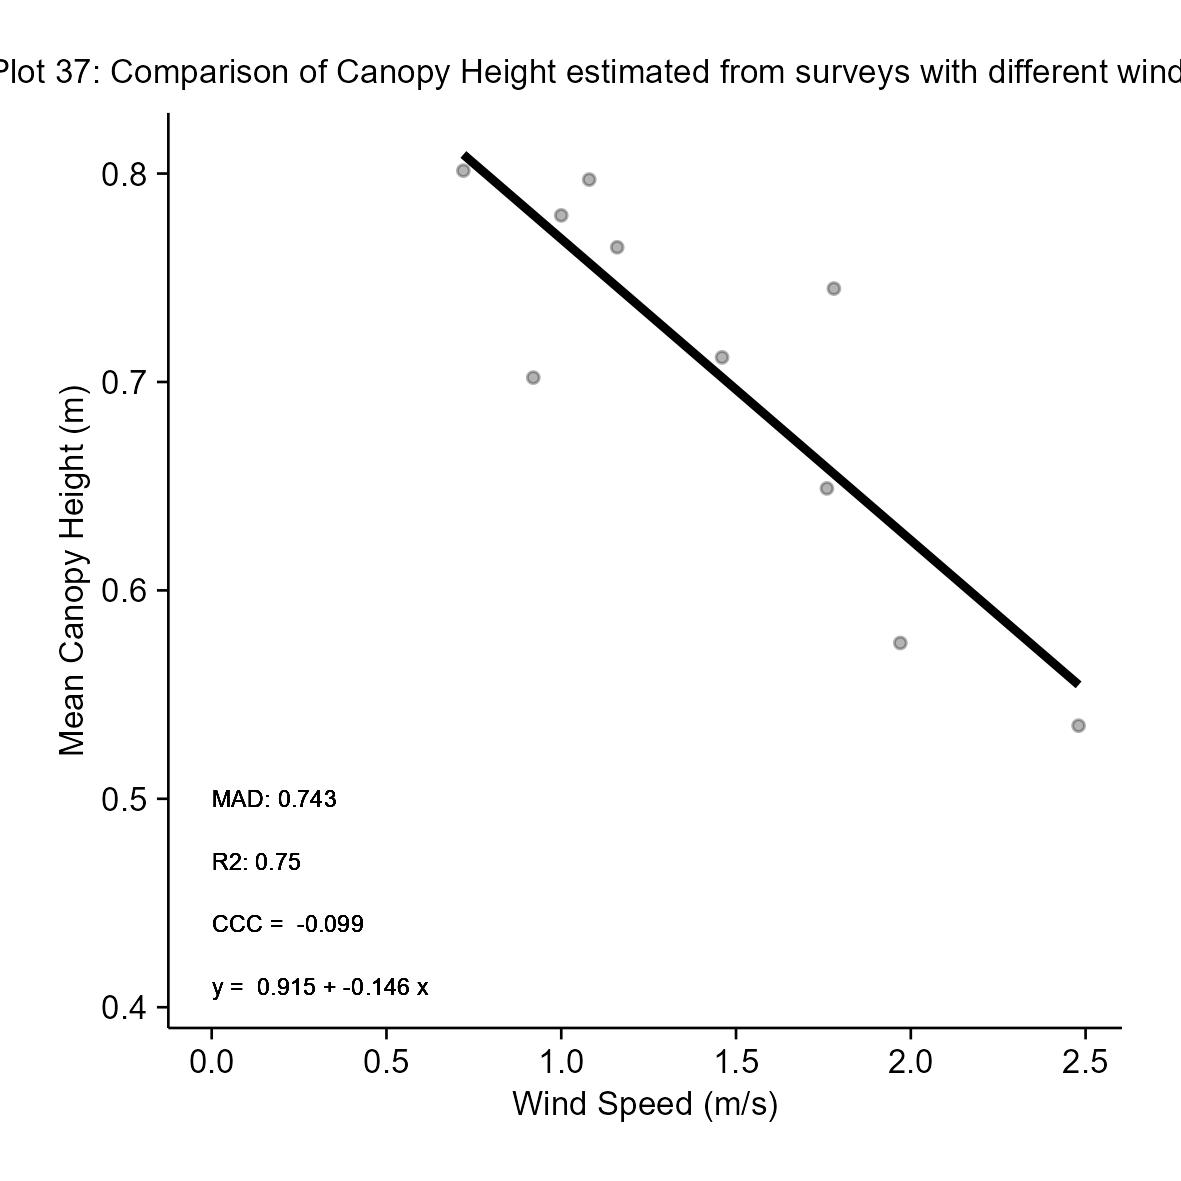 Plot 37: Comparison of Canopy Height estimated from surveys with different wind
0.8
0.7
0.6
0.5
0.4
Mean Canopy Height (m)
MAD: 0.743
R2: 0.75
CCC =  -0.099
y =  0.915 + -0.146 x
0.0 0.5 1.0 1.5 2.0 2.5
Wind Speed (m/s)